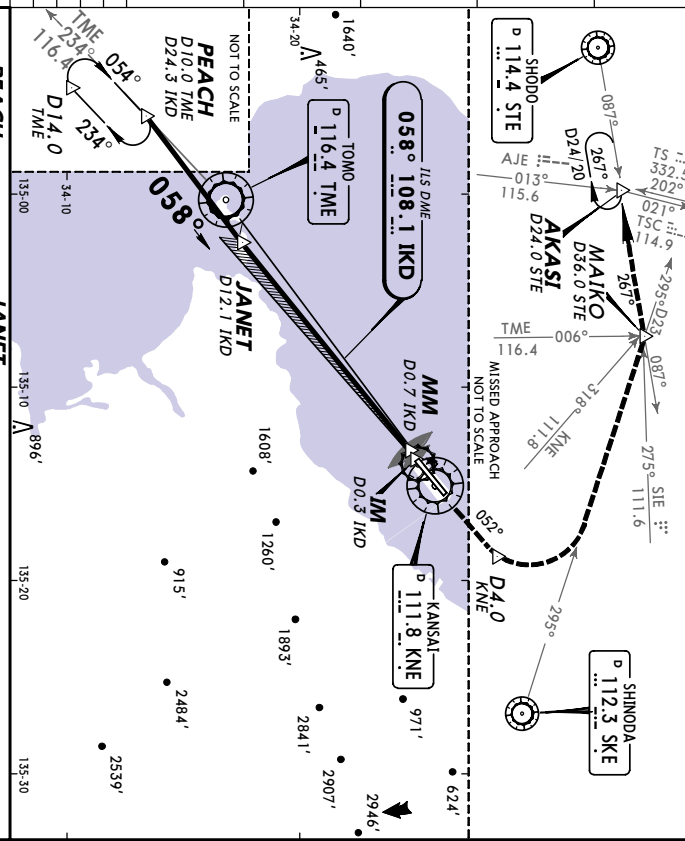 SHODO
D 114.4 STE
087°
TS
332.5
202°
021°
TSC
114.9
AJE
013°
115.6
D24/20
267°
AKASI
D24.0 STE
267°
MAIKO
D36.0 STE
295°
D23
087°
TME
116.4
006°
318°
KNE
111.8
275°
SIE
111.6
MISSED APPROACH
NOT TO SCALE
052°
D4.0
KNE
295°
SHINODA
D 112.3 SKE
NOT TO SCALE
TME
234°
116.4
054°
PEACH
D10.0 TME
D24.3 IKD
234°
D14.0
TME
34-20
1640'
465'
TOMO
D 116.4 TME
ILS DME
058° 108.1 IKD
058°
JANET
D12.1 IKD
MM
D0.7 IKD
IM
D0.3 IKD
KANSAI
D 111.8 KNE
135-00
34-10
135-10
896'
1608'
1260'
915'
135-20
1893'
2484'
2841'
971'
2539'
2907'
624'
2946'
135-30
34-00
PEACH
JANET